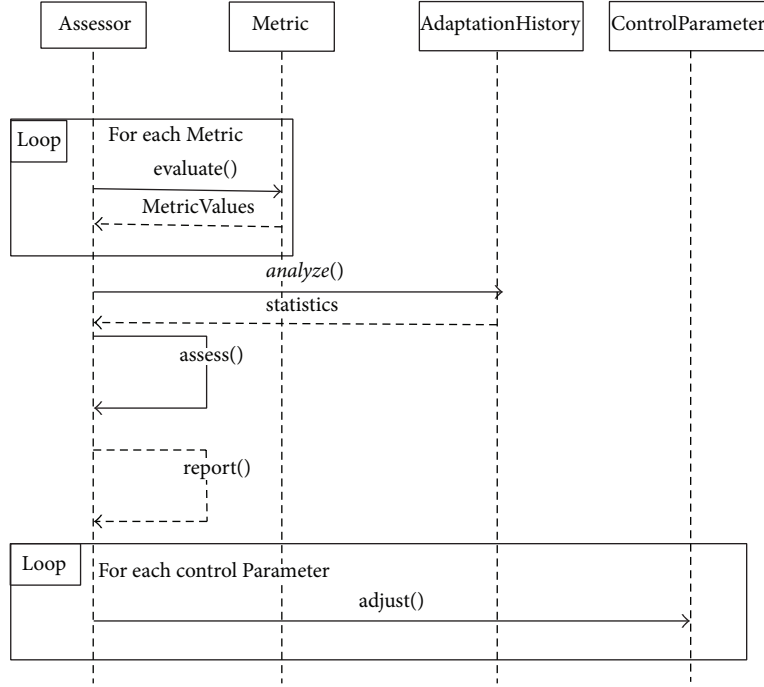 Assessor
Metric
AdaptationHistory
ControlParameter
Loop
For each Metric
evaluate()
MetricValues
analyze()
statistics
assess()
report()
Loop
For each control Parameter
adjust()